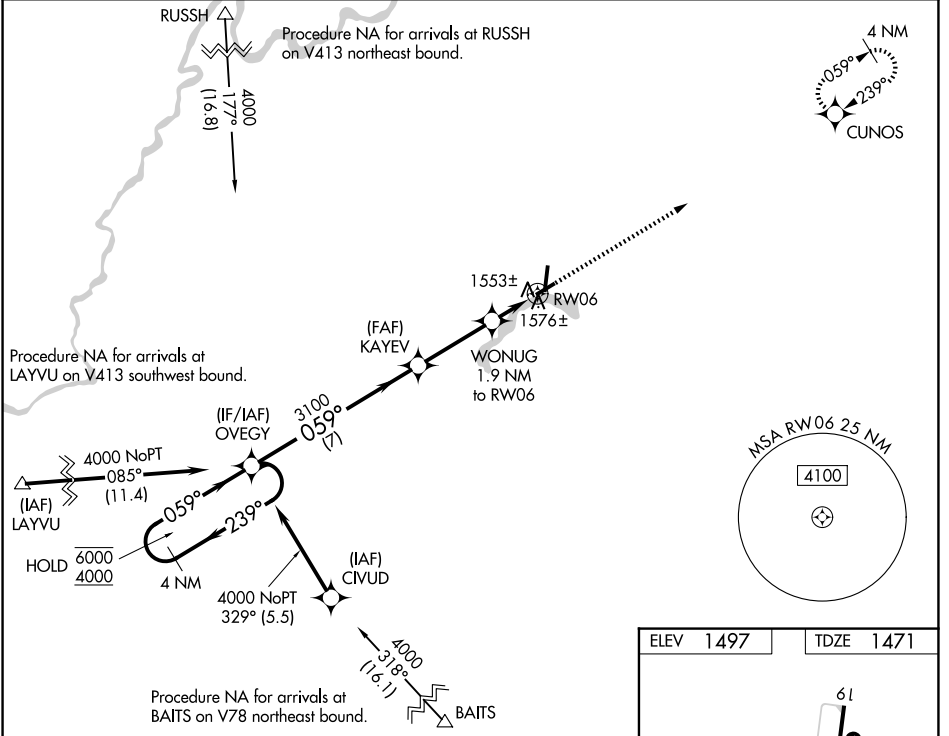 RUSSH
Procedure NA for arrivals at RUSSH
on V413 northeast bound.
4000
177°
(16.8)
4 NM
059°
239°
CUNOS
1553±
RW06
1576±
(FAF)
KAYEV
WONUG
1.9 NM
to RW06
Procedure NA for arrivals at
LAYVU on V413 southwest bound.
(IF/IAF)
OVEGY
3100
059°
(7)
MSA RW06 25 NM
4100
4000 NoPT
085°
(11.4)
(IAF)
LAYVU
059°
239°
HOLD 6000
4000
4 NM
(IAF)
CIVUD
4000 NoPT
329° (5.5)
4000
318°
(16.1)
Procedure NA for arrivals at
BAITS on V78 northeast bound.
BAITS
ELEV 1497
TDZE 1471
19